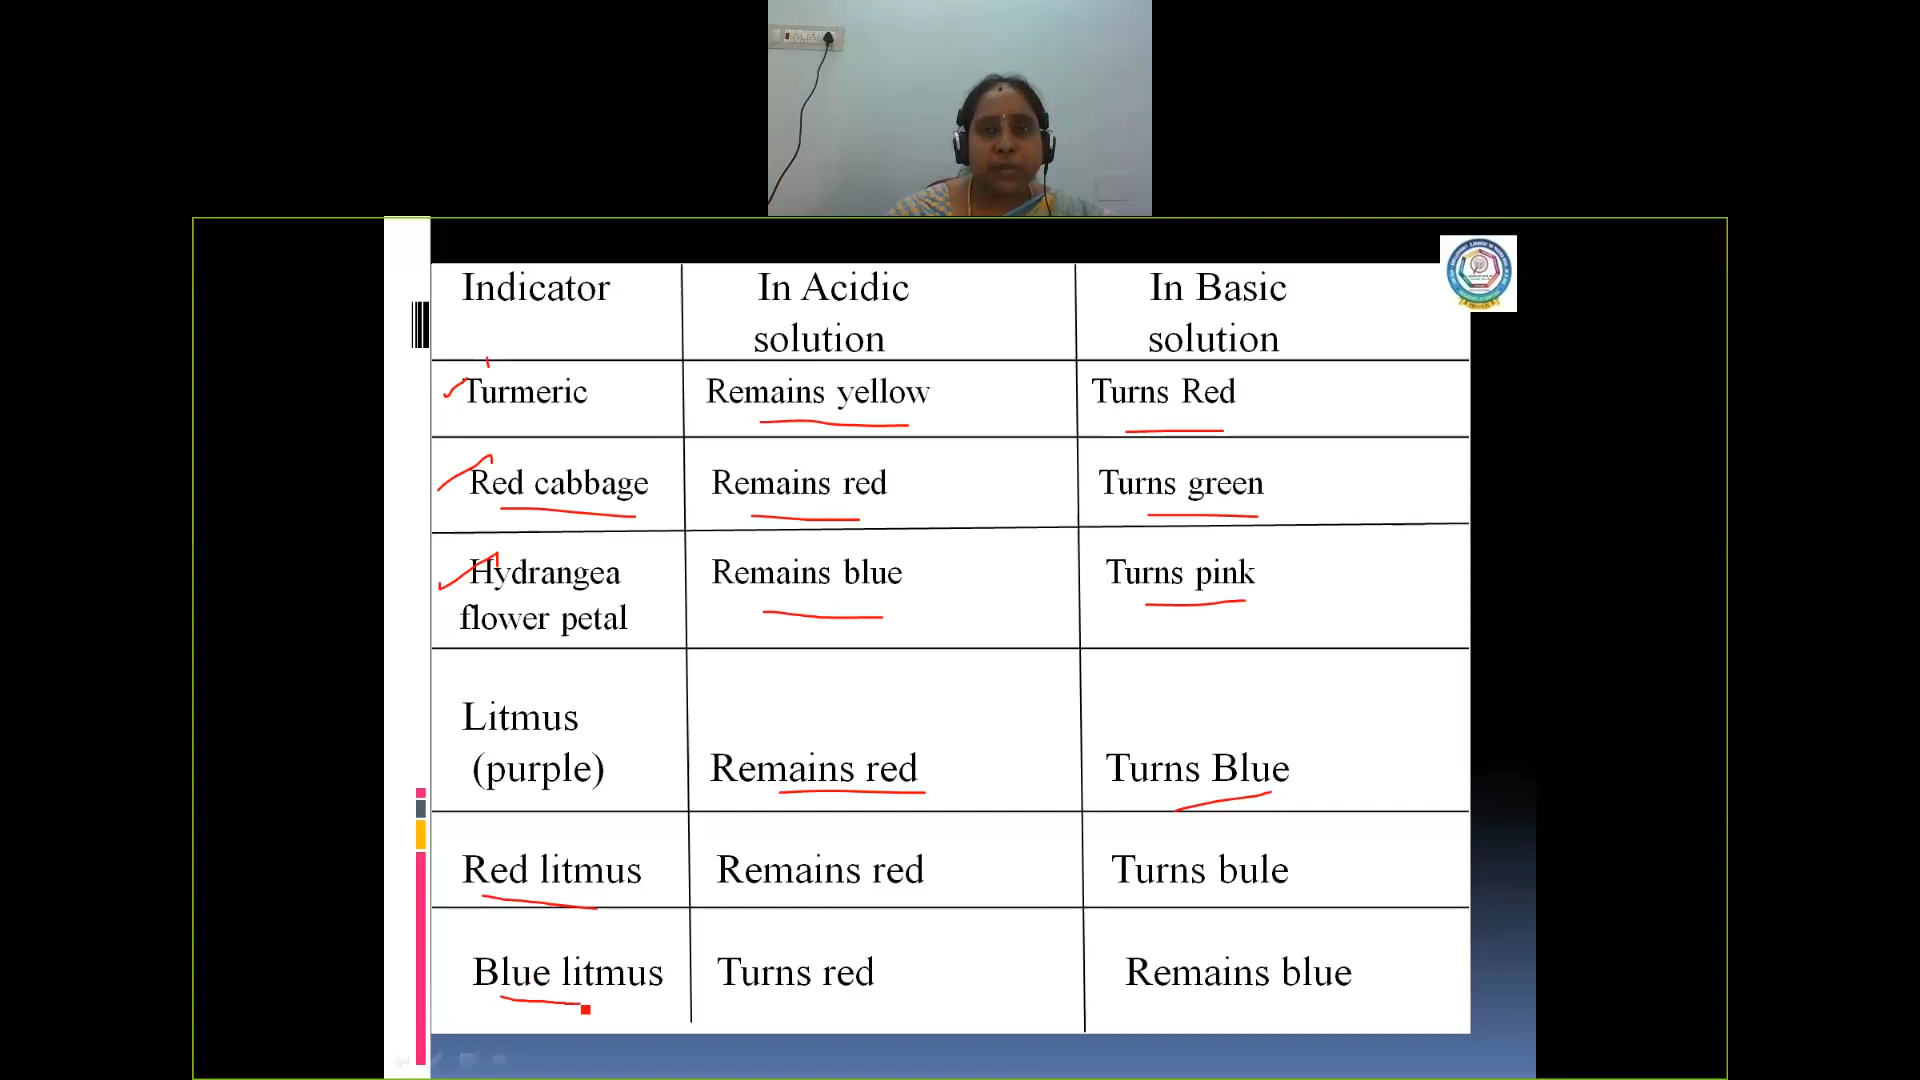 Indicator
In Acidic
solution
In Basic
solution
Turmeric
Remains yellow
Turns Red
Red cabbage
Remains red
Turns green
Hydrangea
flower petal
Remains blue
Turns pink
Litmus
(purple)
Remains red
Turns Blue
Red litmus
Remains red
Turns bule
Blue litmus
Turns red
Remains blue